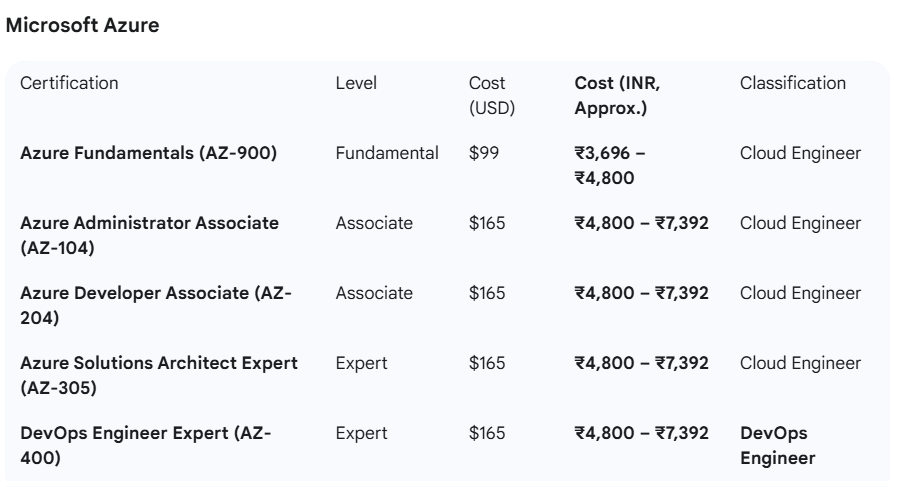 Microsoft Azure
Certification Level Cost (USD) Cost (INR, Approx.) Classification
Azure Fundamentals (AZ-900) Fundamental $99 ₹3,696 – ₹4,800 Cloud Engineer
Azure Administrator Associate (AZ-104) Associate $165 ₹4,800 – ₹7,392 Cloud Engineer
Azure Developer Associate (AZ-204) Associate $165 ₹4,800 – ₹7,392 Cloud Engineer
Azure Solutions Architect Expert (AZ-305) Expert $165 ₹4,800 – ₹7,392 Cloud Engineer
DevOps Engineer Expert (AZ-400) Expert $165 ₹4,800 – ₹7,392 DevOps Engineer